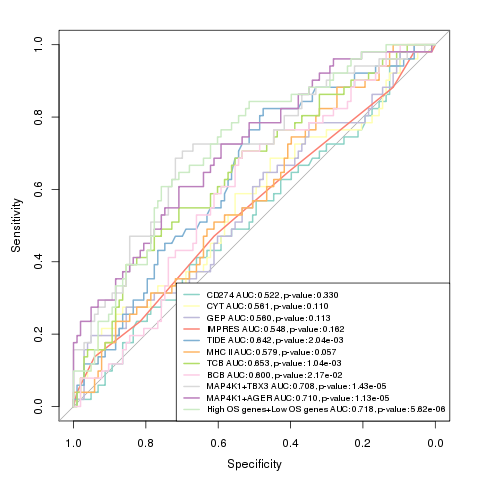 1.0
0.8
0.6
0.4
0.2
0.0
Sensitivity
CD274 AUC:0.522, p-value:0.330
CYT AUC:0.561, p-value:0.110
GEP AUC:0.560, p-value:0.113
IMPRES AUC:0.548, p-value:0.162
TIDE AUC:0.642, p-value:2.04e-03
MHC II AUC:0.579, p-value:0.057
TCB AUC:0.653, p-value:1.04e-03
BCB AUC:0.600, p-value:2.17e-02
MAP4K1+TBX3 AUC:0.708, p-value:1.43e-05
MAP4K1+AGER AUC:0.710, p-value:1.13e-05
High OS genes+Low OS genes AUC:0.718, p-value:5.62e-06
1.0 0.8 0.6 0.4 0.2 0.0
Specificity